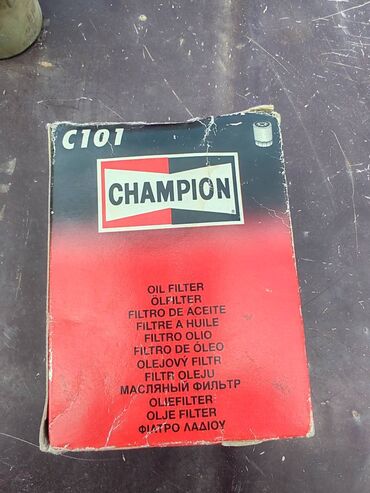 C101
CHAMPION
OIL FILTER
ÖLFILTER
FILTRO DE ACEITE
FILTRE A HUILE
FILTRO OLIO
FILTRO DE ÓLEO
OLEJOVÝ FILTR
FILTR OLEJU
МАСЛЯНЫЙ ФИЛЬТР
OLIEFILTER
OLJE FILTER
ΦΙΛΤΡΟ ΛΑΔΙΟΥ